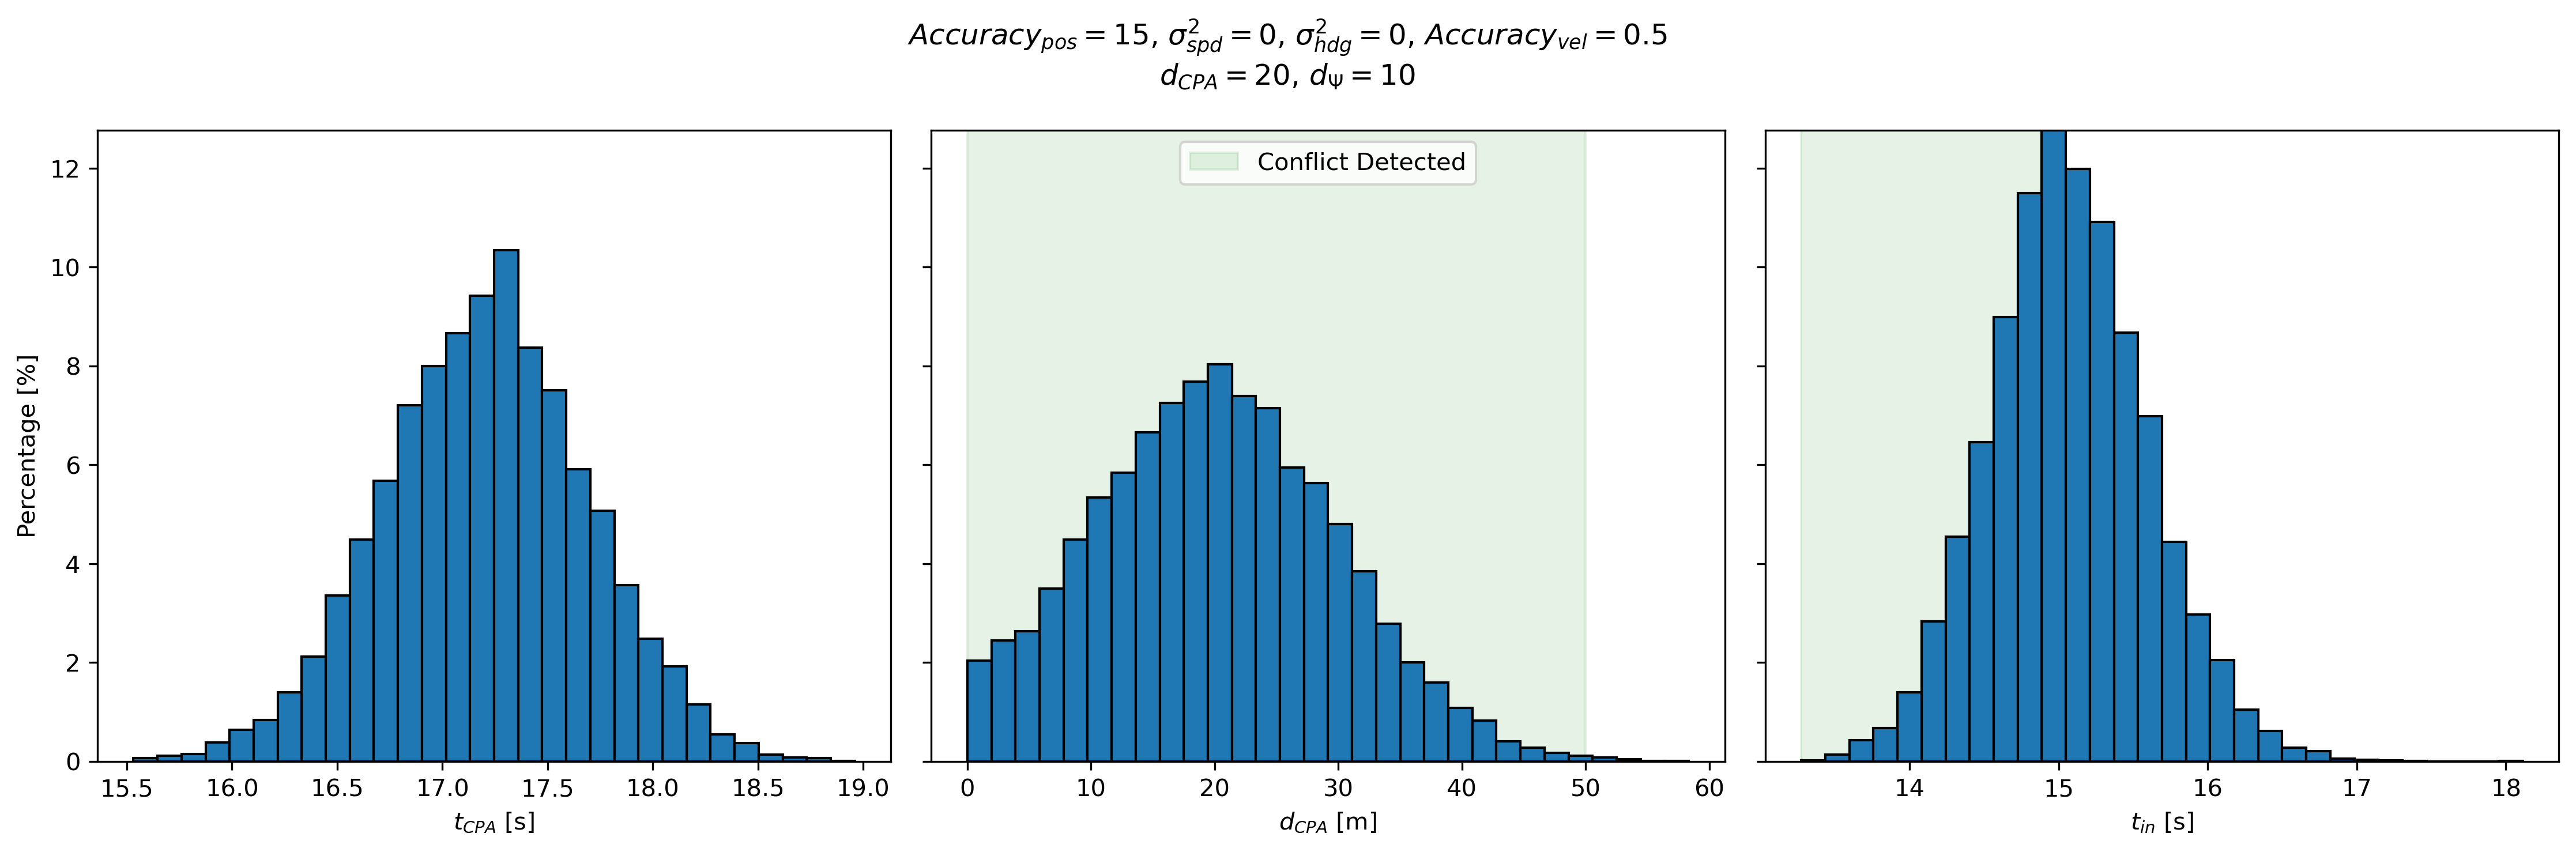 Accuracy_pos = 15, σ²_spd = 0, σ²_hdg = 0, Accuracy_vel = 0.5
d_CPA = 20, d_Ψ = 10
Percentage [%]
12
10
8
6
4
2
0
15.5 16.0 16.5 17.0 17.5 18.0 18.5 19.0
t_CPA [s]
Conflict Detected
0 10 20 30 40 50 60
d_CPA [m]
14 15 16 17 18
t_in [s]